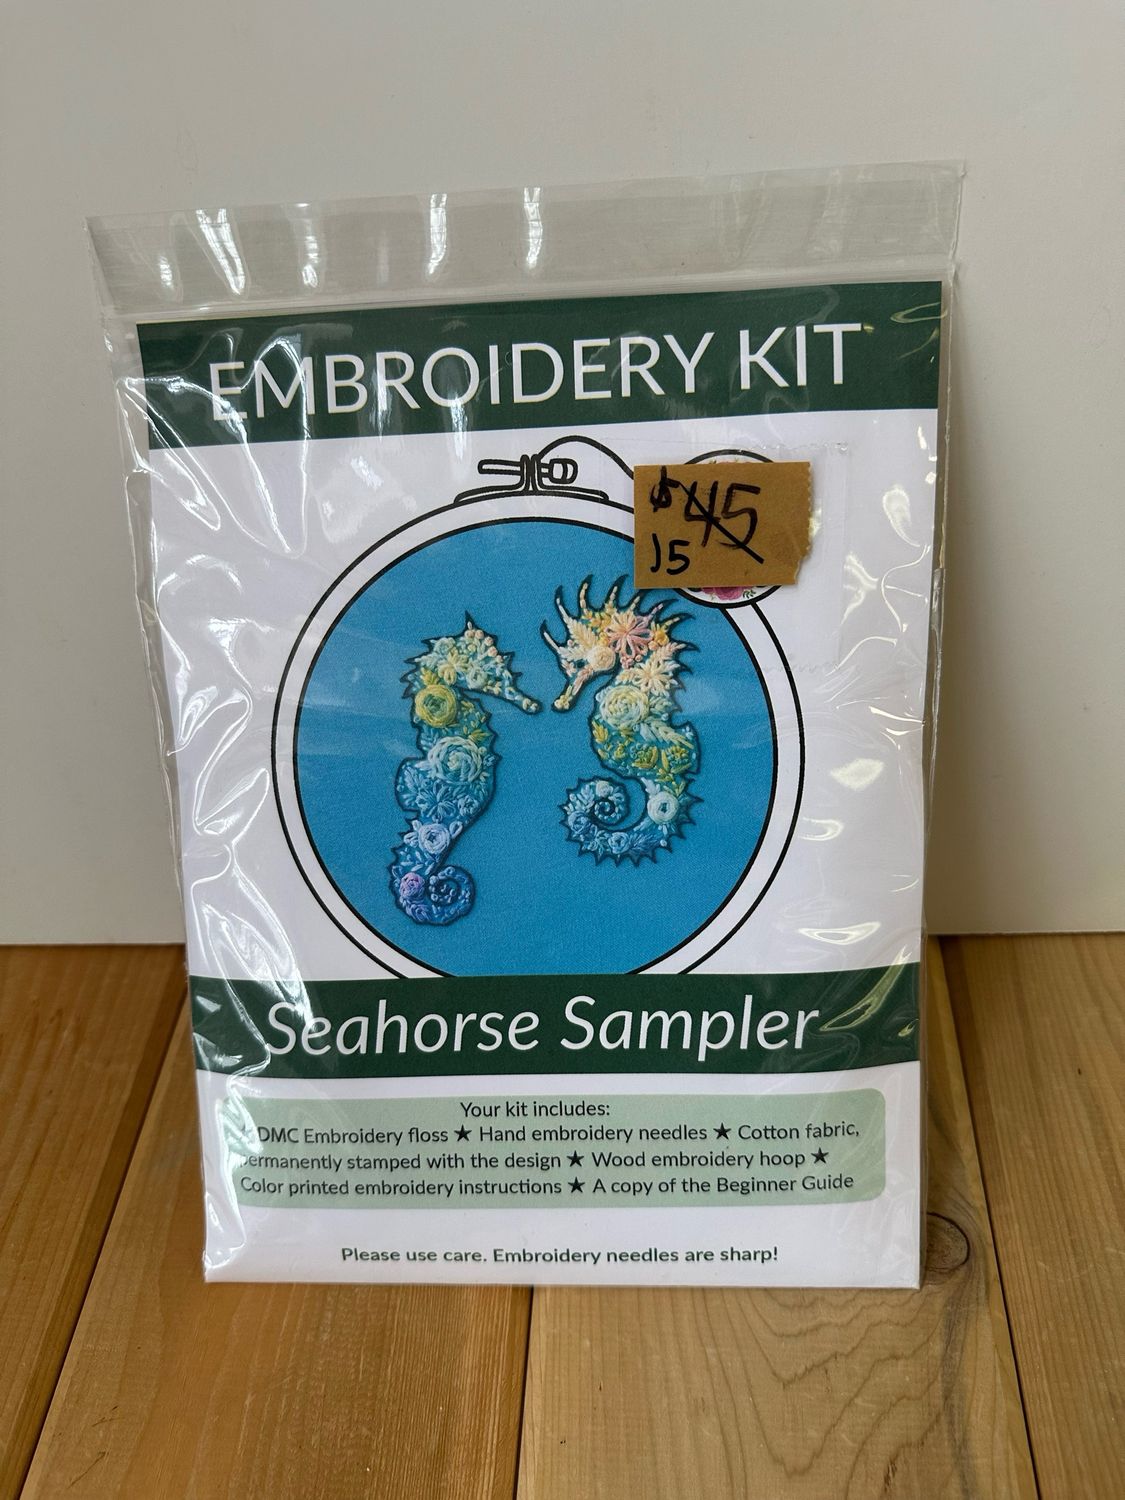 EMBROIDERY KIT
$45
15
Seahorse Sampler
Your kit includes:
★ DMC Embroidery floss ★ Hand embroidery needles ★ Cotton fabric,
permanently stamped with the design ★ Wood embroidery hoop ★
Color printed embroidery instructions ★ A copy of the Beginner Guide
Please use care. Embroidery needles are sharp!